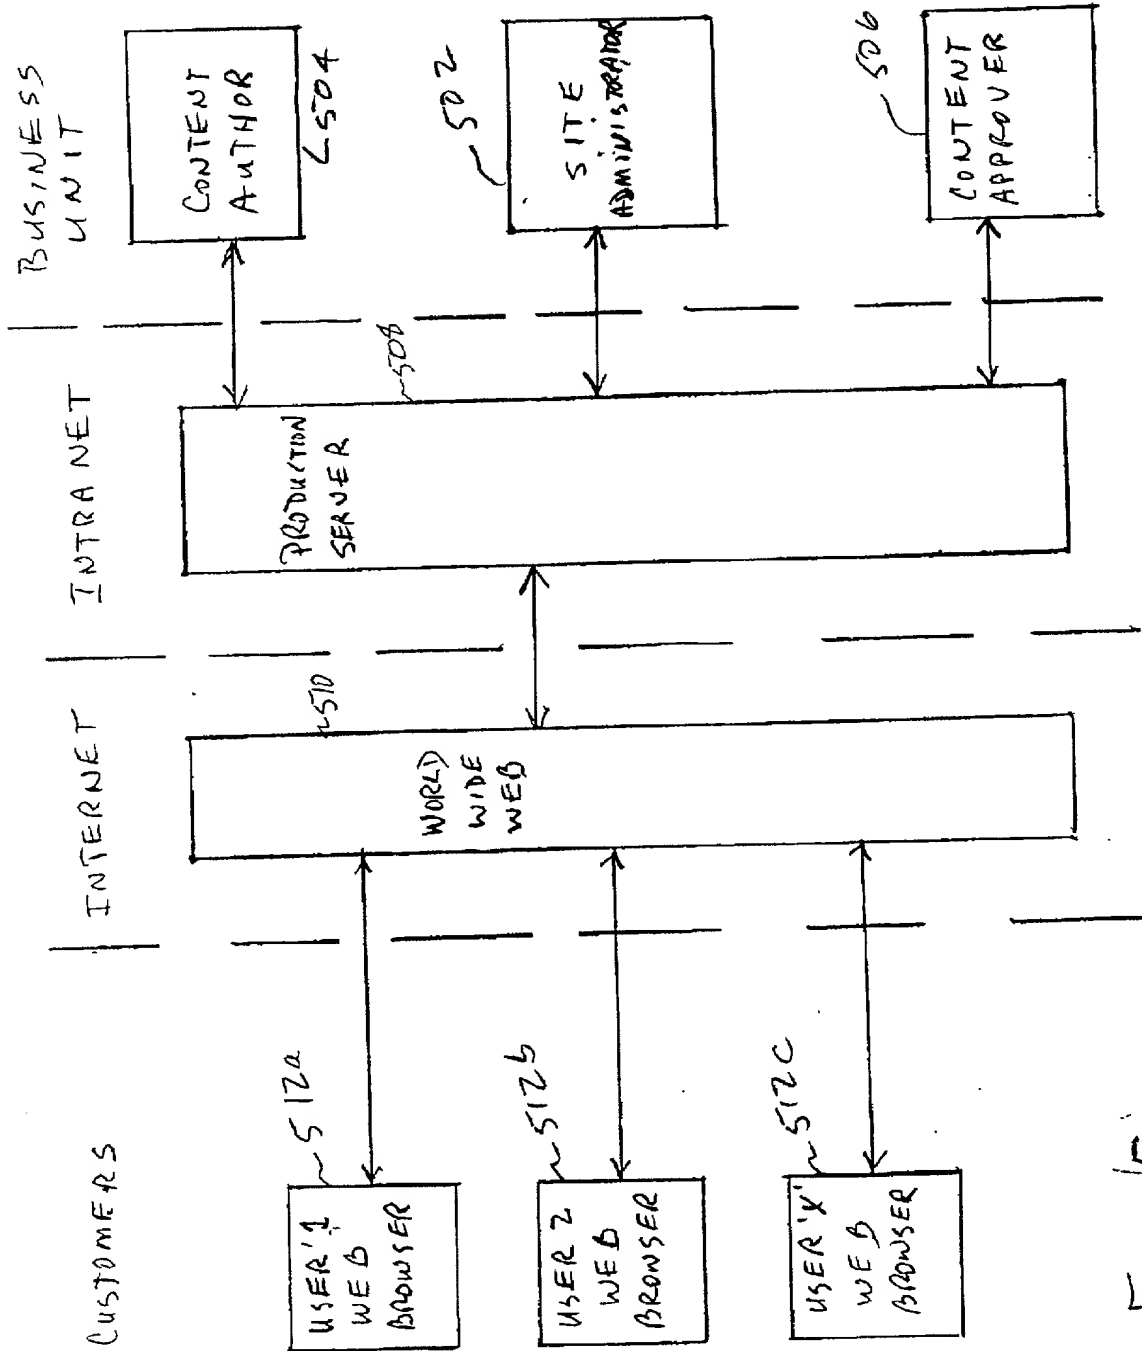 CUSTOMERS
INTERNET
INTRANET
BUSINESS
UNIT
USER'1
WEB
BROWSER
512a
USER 2
WEB
BROWSER
512b
USER'X'
WEB
BROWSER
512c
WORLD
WIDE
WEB
510
PRODUCTION
SERVER
508
CONTENT
AUTHOR
504
SITE
ADMINISTRATOR
502
CONTENT
APPROVER
506